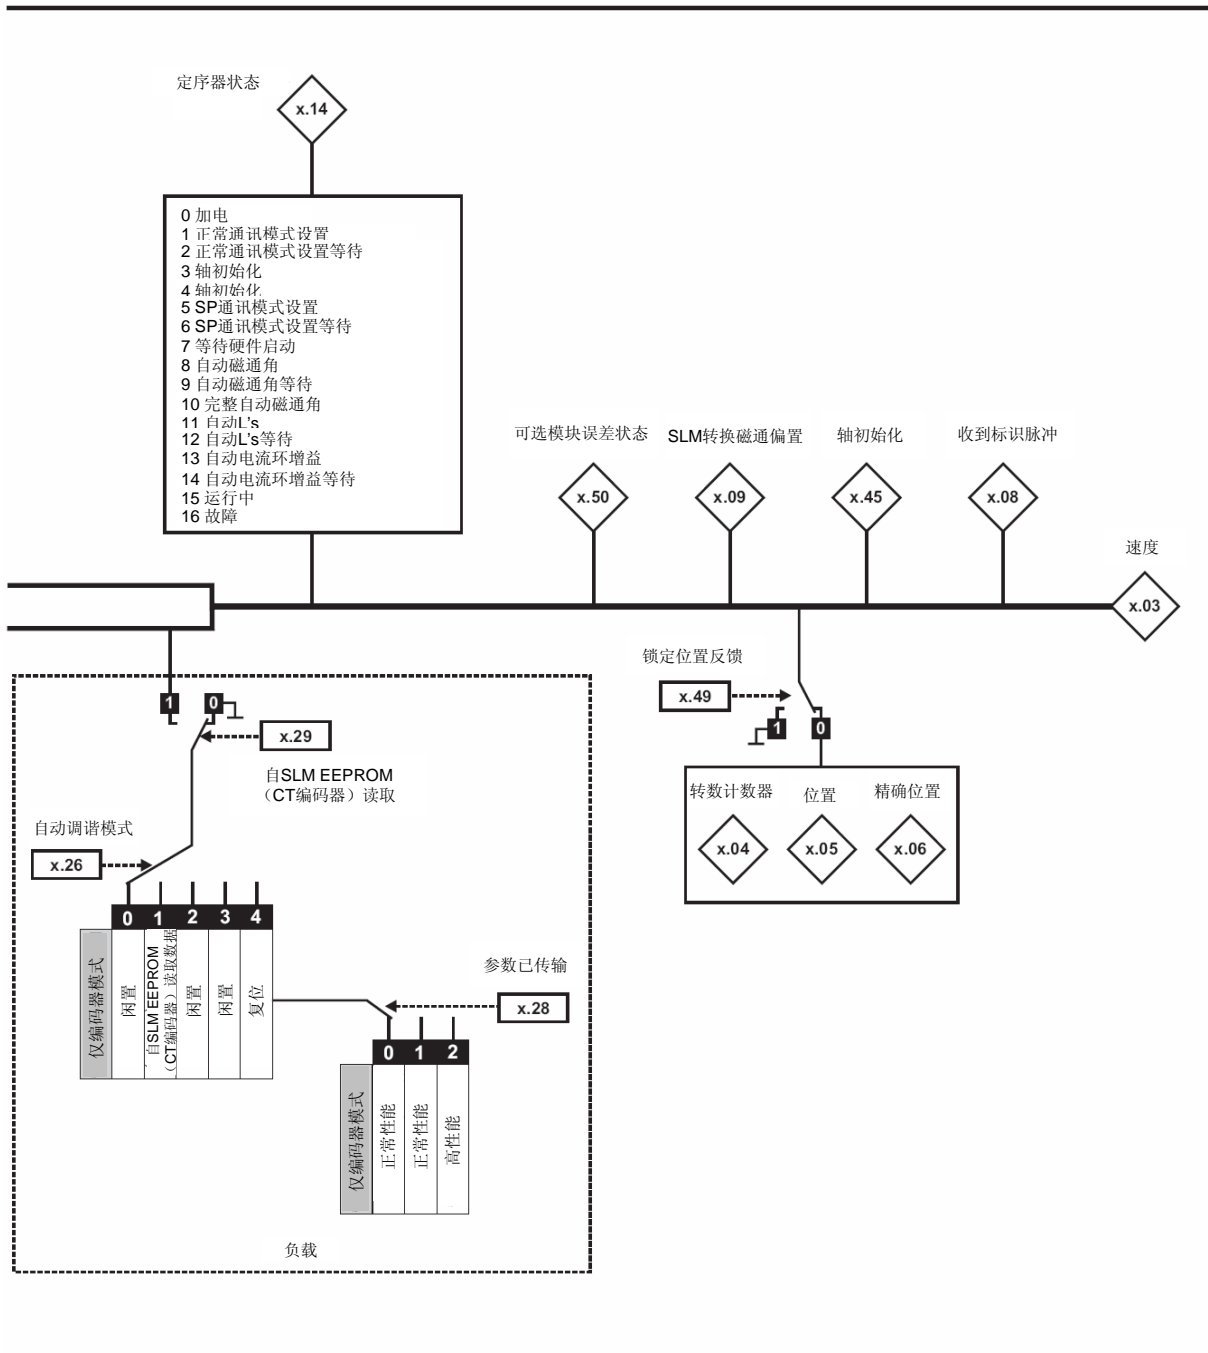 定序器状态
x.14
0 加电
1 正常通讯模式设置
2 正常通讯模式设置等待
3 轴初始化
4 轴初始化
5 SP通讯模式设置
6 SP通讯模式设置等待
7 等待硬件启动
8 自动磁通角
9 自动磁通角等待
10 完整自动磁通角
11 自动L's
12 自动L's等待
13 自动电流环增益
14 自动电流环增益等待
15 运行中
16 故障
可选模块误差状态
SLM转换磁通偏置
轴初始化
收到标识脉冲
x.50
x.09
x.45
x.08
速度
x.03
锁定位置反馈
x.49
1
0
转数计数器
位置
精确位置
x.04
x.05
x.06
1
0
x.29
自SLM EEPROM
（CT编码器）读取
自动调谐模式
x.26
0
1
2
3
4
仅编码器模式
闲置
自SLM EEPROM
（CT编码器）读取数据
闲置
闲置
复位
参数已传输
x.28
0
1
2
仅编码器模式
正常性能
正常性能
高性能
负载